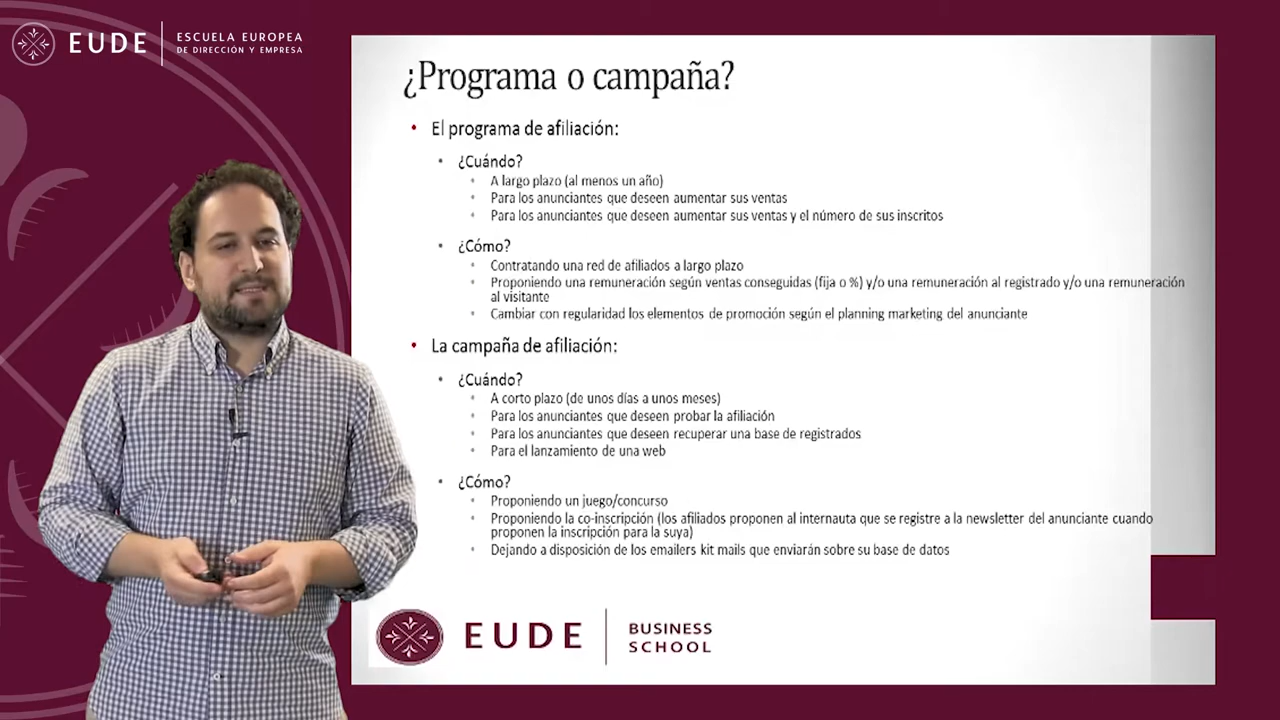 EUDE
ESCUELA EUROPEA
DE DIRECCIÓN Y EMPRESA
¿Programa o campaña?
• El programa de afiliación:
• ¿Cuándo?
• A largo plazo (al menos un año)
• Para los anunciantes que deseen aumentar sus ventas
• Para los anunciantes que deseen aumentar sus ventas y el número de sus inscritos
• ¿Cómo?
• Contratando una red de afiliados a largo plazo
• Proponiendo una remuneración según ventas conseguidas (fija o %) y/o una remuneración al registrado y/o una remuneración
al visitante
• Cambiar con regularidad los elementos de promoción según el planning marketing del anunciante
• La campaña de afiliación:
• ¿Cuándo?
• A corto plazo (de unos días a unos meses)
• Para los anunciantes que deseen probar la afiliación
• Para los anunciantes que deseen recuperar una base de registrados
• Para el lanzamiento de una web
• ¿Cómo?
• Proponiendo un juego/concurso
• Proponiendo la co-inscripción (los afiliados proponen al internauta que se registre a la newsletter del anunciante cuando
proponen la inscripción para la suya)
• Dejando a disposición de los emailers kit mails que enviarán sobre su base de datos
EUDE
BUSINESS
SCHOOL